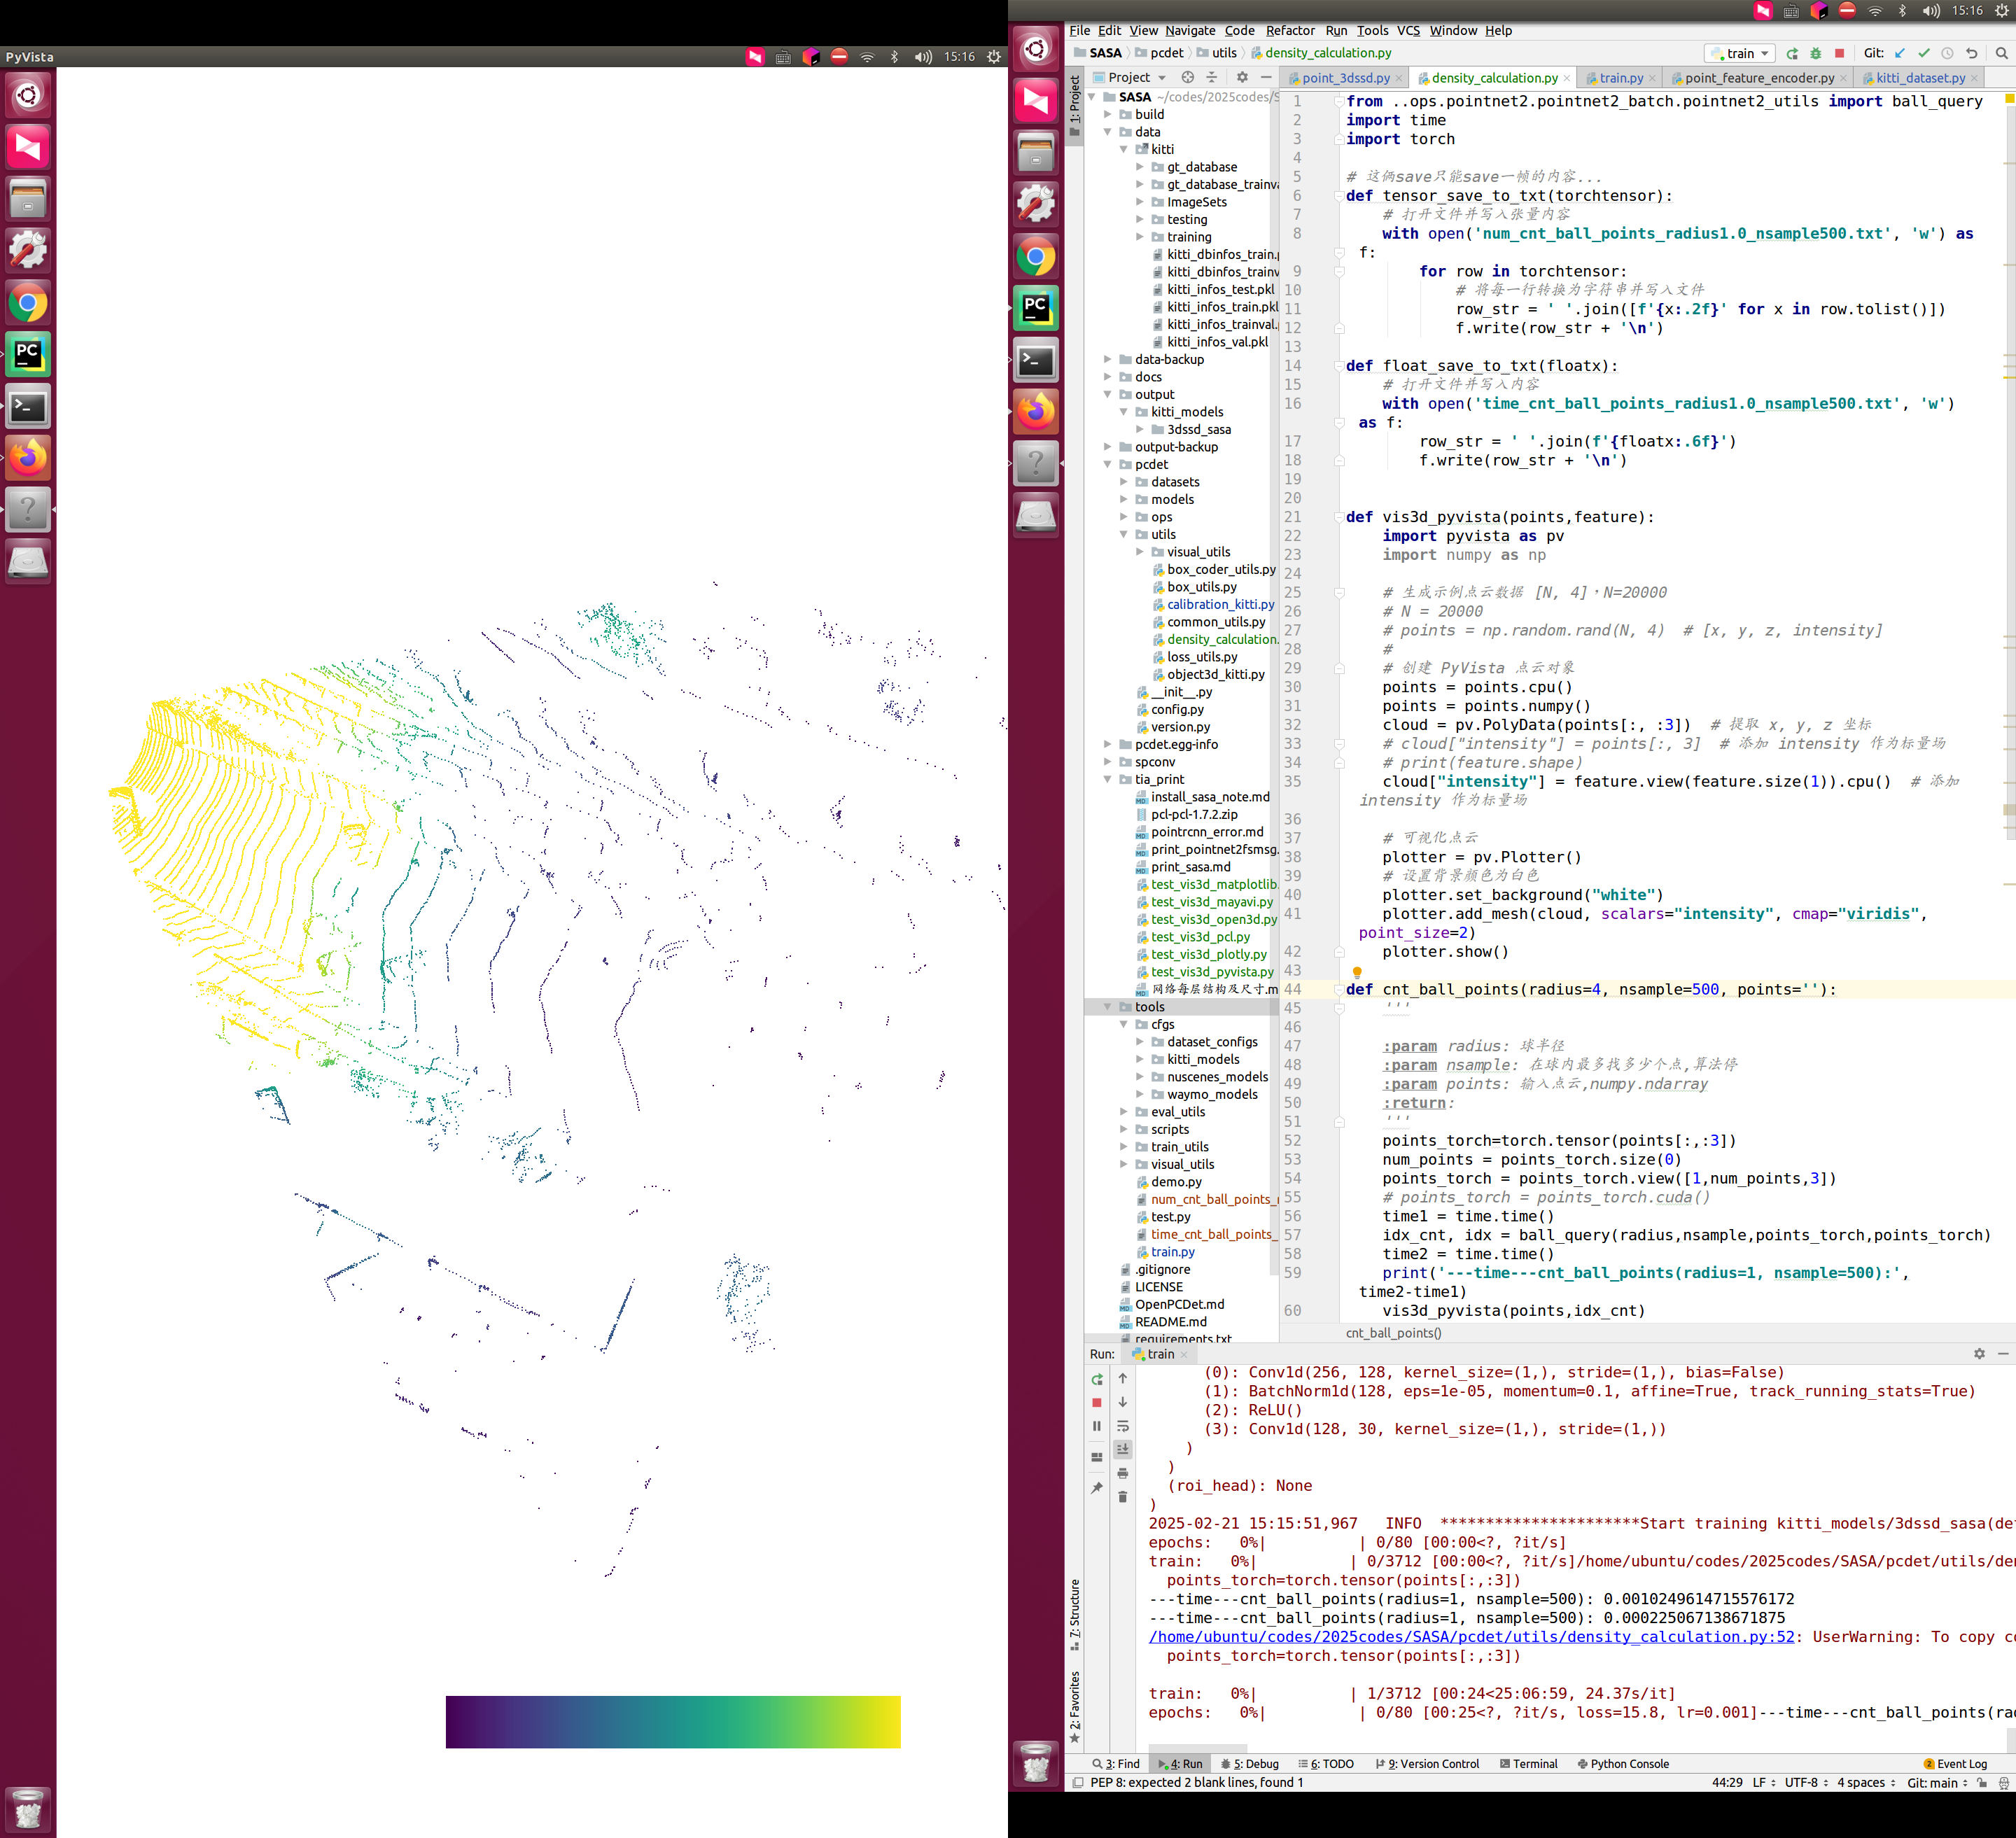 PyVista
15:16
15:16
File Edit View Navigate Code Refactor Run Tools VCS Window Help
SASA pcdet utils density_calculation.py
train
Git:
1: Project
Project
point_3dssd.py
density_calculation.py
train.py
point_feature_encoder.py
kitti_dataset.py
SASA ~/codes/2025codes/S
build
data
kitti
gt_database
gt_database_trainva
ImageSets
testing
training
kitti_dbinfos_train.p
kitti_dbinfos_trainv
kitti_infos_test.pkl
kitti_infos_train.pkl
kitti_infos_trainval.
kitti_infos_val.pkl
data-backup
docs
output
kitti_models
3dssd_sasa
output-backup
pcdet
datasets
models
ops
utils
visual_utils
box_coder_utils.py
box_utils.py
calibration_kitti.py
common_utils.py
density_calculation.
loss_utils.py
object3d_kitti.py
__init__.py
config.py
version.py
pcdet.egg-info
spconv
tia_print
install_sasa_note.md
pcl-pcl-1.7.2.zip
pointrcnn_error.md
print_pointnet2fsmsg.
print_sasa.md
test_vis3d_matplotlib.
test_vis3d_mayavi.py
test_vis3d_open3d.py
test_vis3d_pcl.py
test_vis3d_plotly.py
test_vis3d_pyvista.py
网络每层结构及尺寸.m
tools
cfgs
dataset_configs
kitti_models
nuscenes_models
waymo_models
eval_utils
scripts
train_utils
visual_utils
demo.py
num_cnt_ball_points_r
test.py
time_cnt_ball_points_
train.py
.gitignore
LICENSE
OpenPCDet.md
README.md
requirements.txt
1 from ..ops.pointnet2.pointnet2_batch.pointnet2_utils import ball_query
2 import time
3 import torch
4
5 # 这俩save只能save一帧的内容...
6 def tensor_save_to_txt(torchtensor):
7 # 打开文件并写入张量内容
8 with open('num_cnt_ball_points_radius1.0_nsample500.txt', 'w') as
f:
9 for row in torchtensor:
10 # 将每一行转换为字符串并写入文件
11 row_str = ' '.join([f'{x:.2f}' for x in row.tolist()])
12 f.write(row_str + '\n')
13
14 def float_save_to_txt(floatx):
15 # 打开文件并写入内容
16 with open('time_cnt_ball_points_radius1.0_nsample500.txt', 'w')
as f:
17 row_str = ' '.join(f'{floatx:.6f}')
18 f.write(row_str + '\n')
19
20
21 def vis3d_pyvista(points,feature):
22 import pyvista as pv
23 import numpy as np
24
25 # 生成示例点云数据 [N, 4]，N=20000
26 # N = 20000
27 # points = np.random.rand(N, 4) # [x, y, z, intensity]
28 #
29 # 创建 PyVista 点云对象
30 points = points.cpu()
31 points = points.numpy()
32 cloud = pv.PolyData(points[:, :3]) # 提取 x, y, z 坐标
33 # cloud["intensity"] = points[:, 3] # 添加 intensity 作为标量场
34 # print(feature.shape)
35 cloud["intensity"] = feature.view(feature.size(1)).cpu() # 添加
intensity 作为标量场
36
37 # 可视化点云
38 plotter = pv.Plotter()
39 # 设置背景颜色为白色
40 plotter.set_background("white")
41 plotter.add_mesh(cloud, scalars="intensity", cmap="viridis",
point_size=2)
42 plotter.show()
43
44 def cnt_ball_points(radius=4, nsample=500, points=''):
45 '''
46
47 :param radius: 球半径
48 :param nsample: 在球内最多找多少个点,算法停
49 :param points: 输入点云,numpy.ndarray
50 :return:
51 '''
52 points_torch=torch.tensor(points[:,:3])
53 num_points = points_torch.size(0)
54 points_torch = points_torch.view([1,num_points,3])
55 # points_torch = points_torch.cuda()
56 time1 = time.time()
57 idx_cnt, idx = ball_query(radius,nsample,points_torch,points_torch)
58 time2 = time.time()
59 print('---time---cnt_ball_points(radius=1, nsample=500):',
time2-time1)
60 vis3d_pyvista(points,idx_cnt)
cnt_ball_points()
Run: train
(0): Conv1d(256, 128, kernel_size=(1,), stride=(1,), bias=False)
(1): BatchNorm1d(128, eps=1e-05, momentum=0.1, affine=True, track_running_stats=True)
(2): ReLU()
(3): Conv1d(128, 30, kernel_size=(1,), stride=(1,))
)
)
(roi_head): None
)
2025-02-21 15:15:51,967 INFO **********************Start training kitti_models/3dssd_sasa(de
epochs: 0%| | 0/80 [00:00<?, ?it/s]
train: 0%| | 0/3712 [00:00<?, ?it/s]/home/ubuntu/codes/2025codes/SASA/pcdet/utils/de
points_torch=torch.tensor(points[:,:3])
---time---cnt_ball_points(radius=1, nsample=500): 0.0010249614715576172
---time---cnt_ball_points(radius=1, nsample=500): 0.000225067138671875
/home/ubuntu/codes/2025codes/SASA/pcdet/utils/density_calculation.py:52: UserWarning: To copy c
points_torch=torch.tensor(points[:,:3])
train: 0%| | 1/3712 [00:24<25:06:59, 24.37s/it]
epochs: 0%| | 0/80 [00:25<?, ?it/s, loss=15.8, lr=0.001]---time---cnt_ball_points(ra
7: Structure
2: Favorites
3: Find 4: Run 5: Debug 6: TODO 9: Version Control Terminal Python Console 2 Event Log
PEP 8: expected 2 blank lines, found 1 44:29 LF UTF-8 4 spaces Git: main